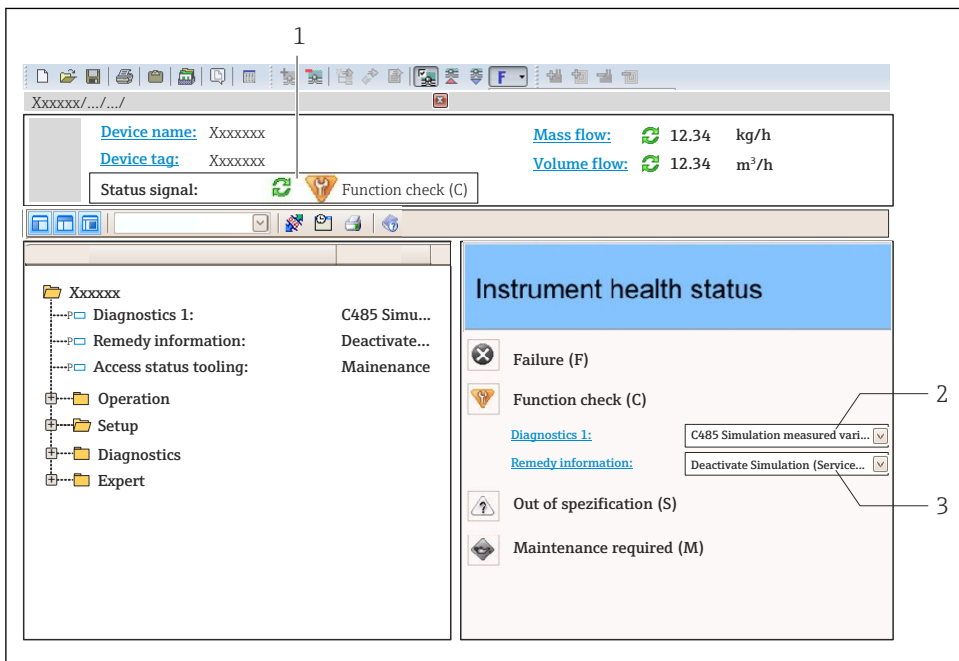 1
F
Xxxxxx/.../.../
Device name: Xxxxxxx
Mass flow: 12.34 kg/h
Device tag: Xxxxxxx
Volume flow: 12.34 m³/h
Status signal: Function check (C)
Xxxxxx
Diagnostics 1: C485 Simu...
Remedy information: Deactivate...
Access status tooling: Mainenance
Operation
Setup
Diagnostics
Expert
Instrument health status
Failure (F)
Function check (C)
Diagnostics 1: C485 Simulation measured vari...
2
Remedy information: Deactivate Simulation (Service...
3
Out of spezification (S)
Maintenance required (M)